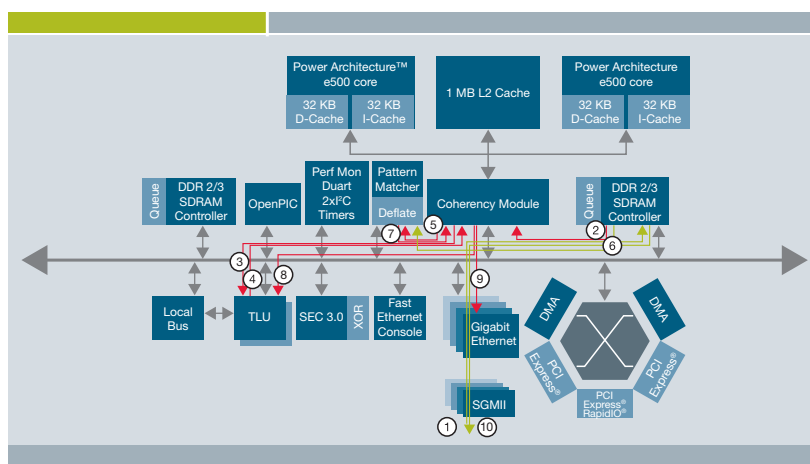 Power Architecture™
e500 core
32 KB
D-Cache
32 KB
I-Cache
1 MB L2 Cache
Power Architecture
e500 core
32 KB
D-Cache
32 KB
I-Cache
Queue
DDR 2/3
SDRAM
Controller
OpenPIC
Perf Mon
Duart
2xI²C
Timers
Pattern
Matcher
Deflate
Coherency Module
Queue
DDR 2/3
SDRAM
Controller
7
5
2
6
3
4
8
9
Local
Bus
TLU
SEC 3.0
XOR
Fast
Ethernet
Console
Gigabit
Ethernet
DMA
DMA
PCI
Express®
PCI
Express®
RapidIO®
PCI
Express®
SGMII
1
10